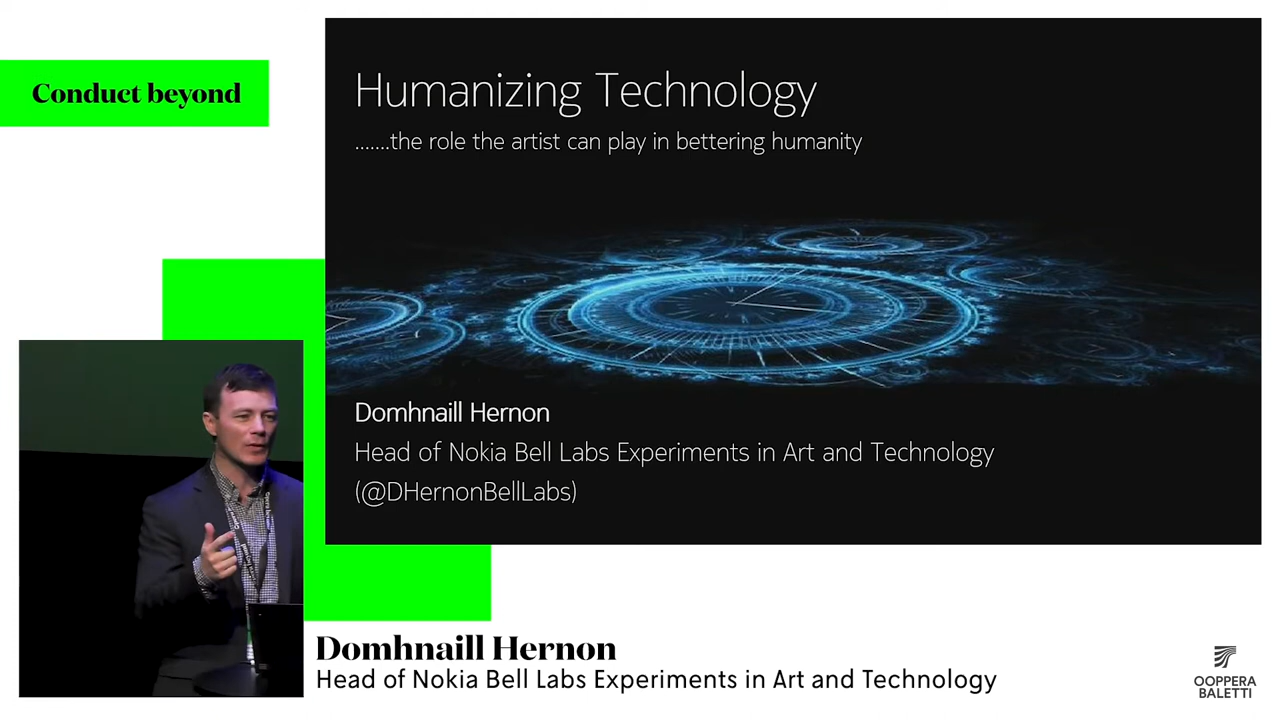 Conduct beyond
Humanizing Technology
.......the role the artist can play in bettering humanity
Domhnaill Hernon
Head of Nokia Bell Labs Experiments in Art and Technology
(@DHernonBellLabs)
Domhnaill Hernon
Head of Nokia Bell Labs Experiments in Art and Technology
OOPPERA
BALETTI